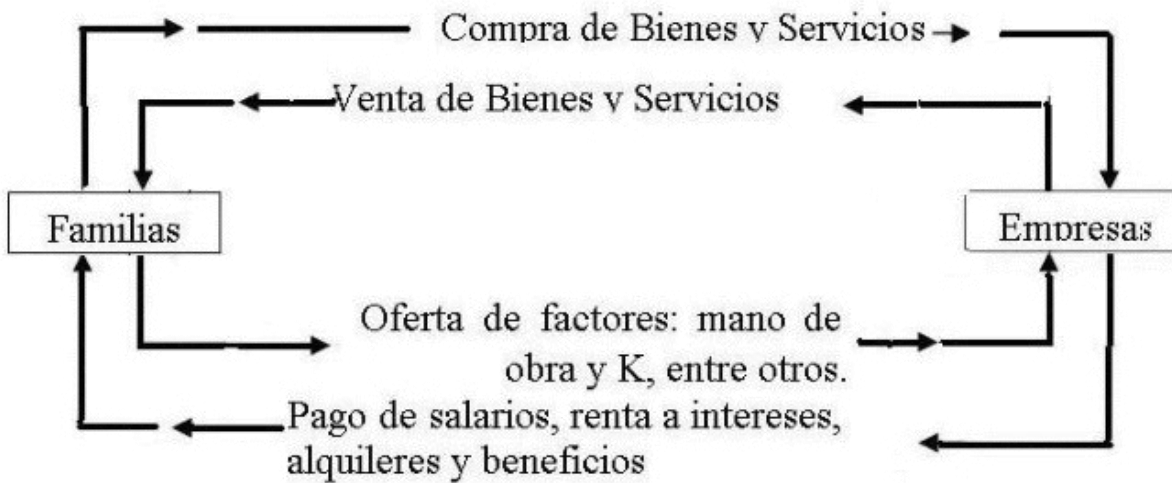 Compra de Bienes y Servicios
Venta de Bienes y Servicios
Familias
Empresas
Oferta de factores: mano de
obra y K, entre otros.
Pago de salarios, renta a intereses,
alquileres y beneficios